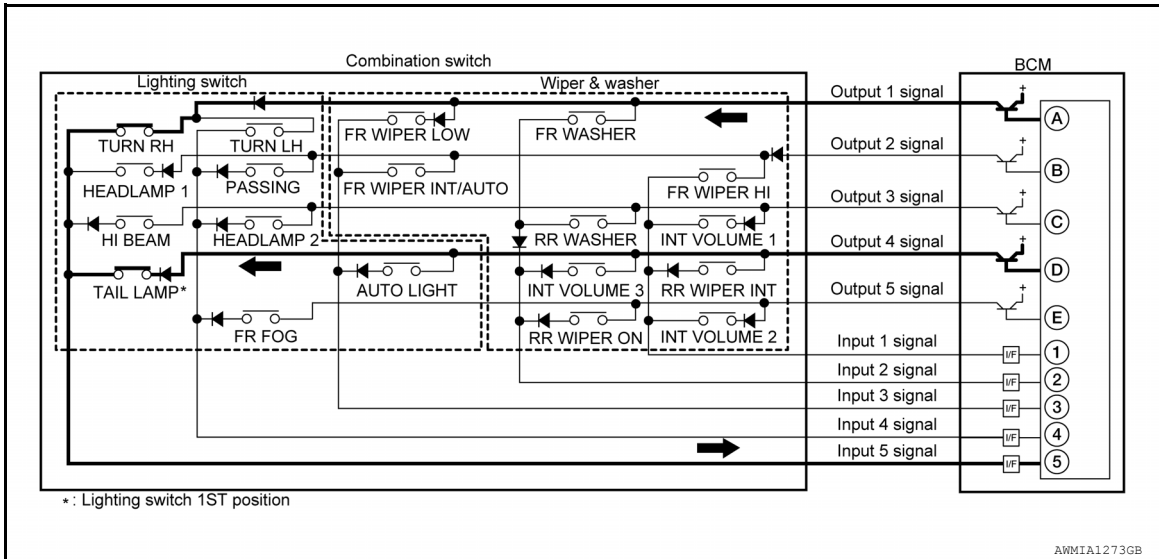 Combination switch
BCM
Lighting switch
Wiper & washer
Output 1 signal
+
A
TURN RH
TURN LH
FR WIPER LOW
FR WASHER
Output 2 signal
+
B
HEADLAMP 1
PASSING
FR WIPER INT/AUTO
FR WIPER HI
Output 3 signal
+
C
HI BEAM
HEADLAMP 2
RR WASHER
INT VOLUME 1
Output 4 signal
+
D
TAIL LAMP*
AUTO LIGHT
INT VOLUME 3
RR WIPER INT
Output 5 signal
+
E
FR FOG
RR WIPER ON
INT VOLUME 2
Input 1 signal
I/F
1
Input 2 signal
I/F
2
Input 3 signal
I/F
3
Input 4 signal
I/F
4
Input 5 signal
I/F
5
* : Lighting switch 1ST position
AWMIA1273GB